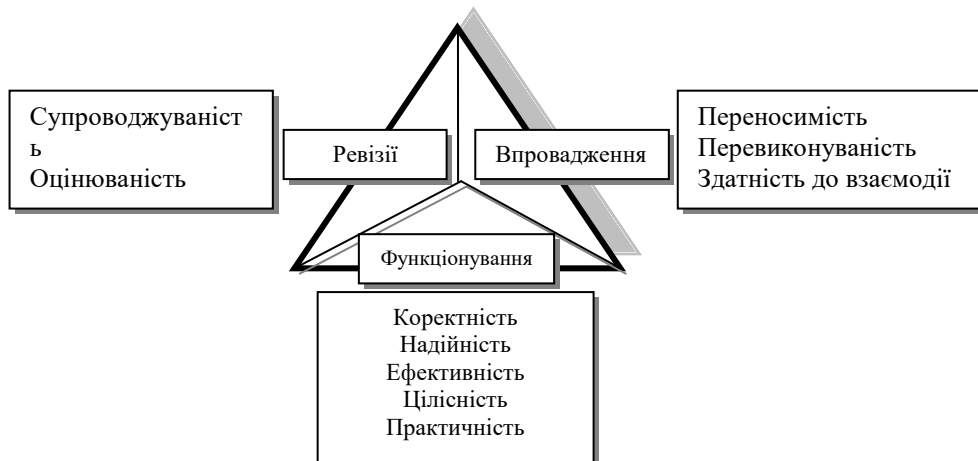 Супроводжуваніст
ь
Оцінюваність
Ревізії
Впровадження
Переносимість
Перевиконуваність
Здатність до взаємодії
Функціонування
Коректність
Надійність
Ефективність
Цілісність
Практичність